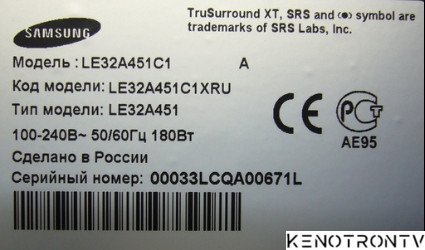 SAMSUNG
TruSurround XT, SRS and (●) symbol are
trademarks of SRS Labs, Inc.
Модель : LE32A451C1 A
Код модели: LE32A451C1XRU
Тип модели: LE32A451
100-240В~ 50/60Гц 180Вт
Сделано в России
Серийный номер: 00033LCQA00671L
CE
РСТ
AE95
KENOTRONTV